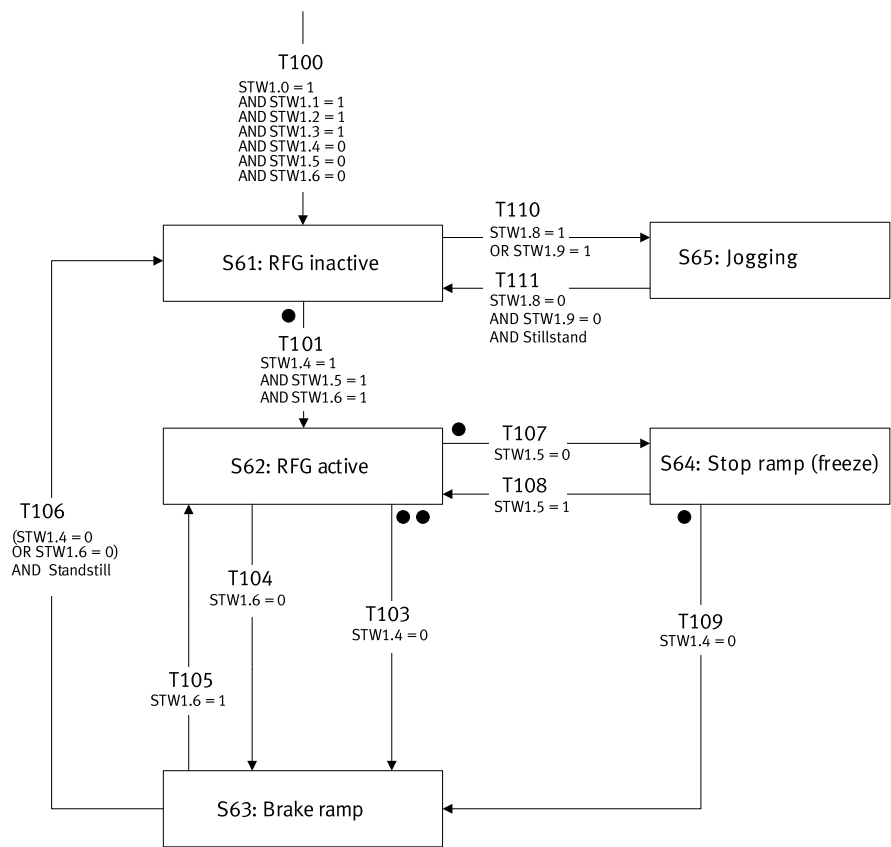 T100
STW1.0 = 1
AND STW1.1 = 1
AND STW1.2 = 1
AND STW1.3 = 1
AND STW1.4 = 0
AND STW1.5 = 0
AND STW1.6 = 0
S61: RFG inactive
T110
STW1.8 = 1
OR STW1.9 = 1
S65: Jogging
T111
STW1.8 = 0
AND STW1.9 = 0
AND Stillstand
T101
STW1.4 = 1
AND STW1.5 = 1
AND STW1.6 = 1
S62: RFG active
T107
STW1.5 = 0
S64: Stop ramp (freeze)
T108
STW1.5 = 1
T106
(STW1.4 = 0
OR STW1.6 = 0)
AND Standstill
T104
STW1.6 = 0
T103
STW1.4 = 0
T109
STW1.4 = 0
T105
STW1.6 = 1
S63: Brake ramp